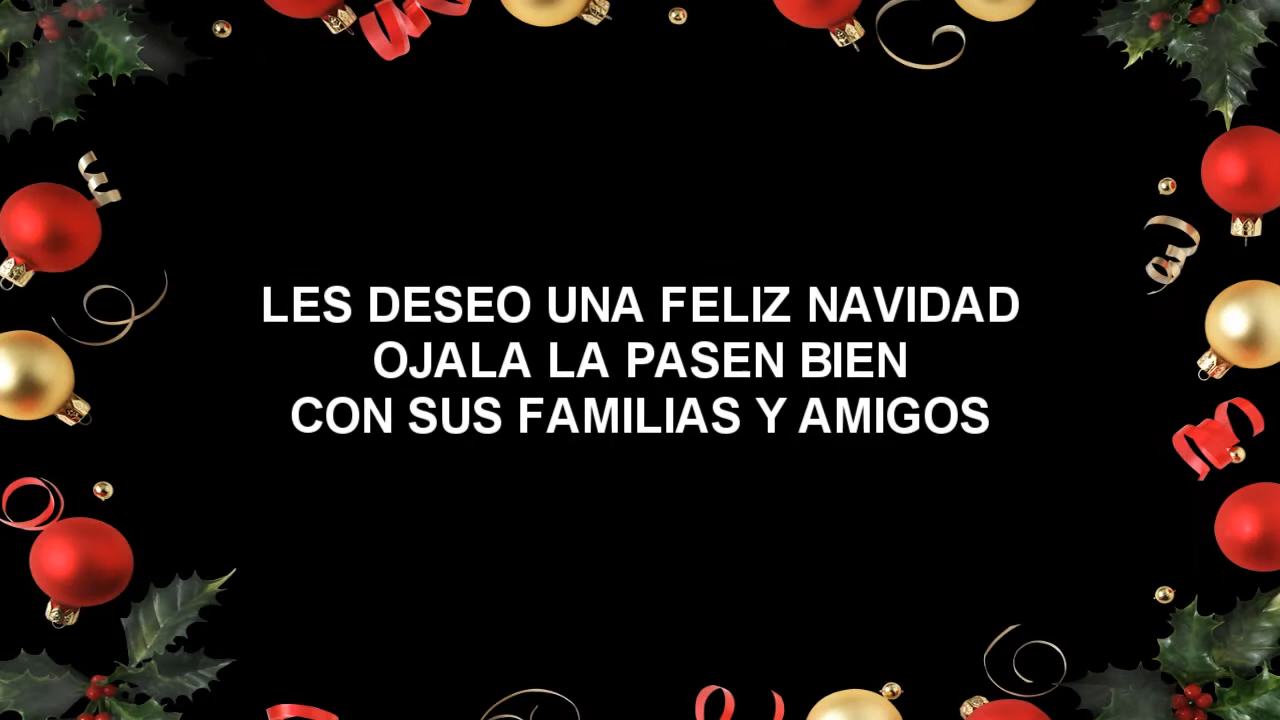 LES DESEO UNA FELIZ NAVIDAD
OJALA LA PASEN BIEN
CON SUS FAMILIAS Y AMIGOS